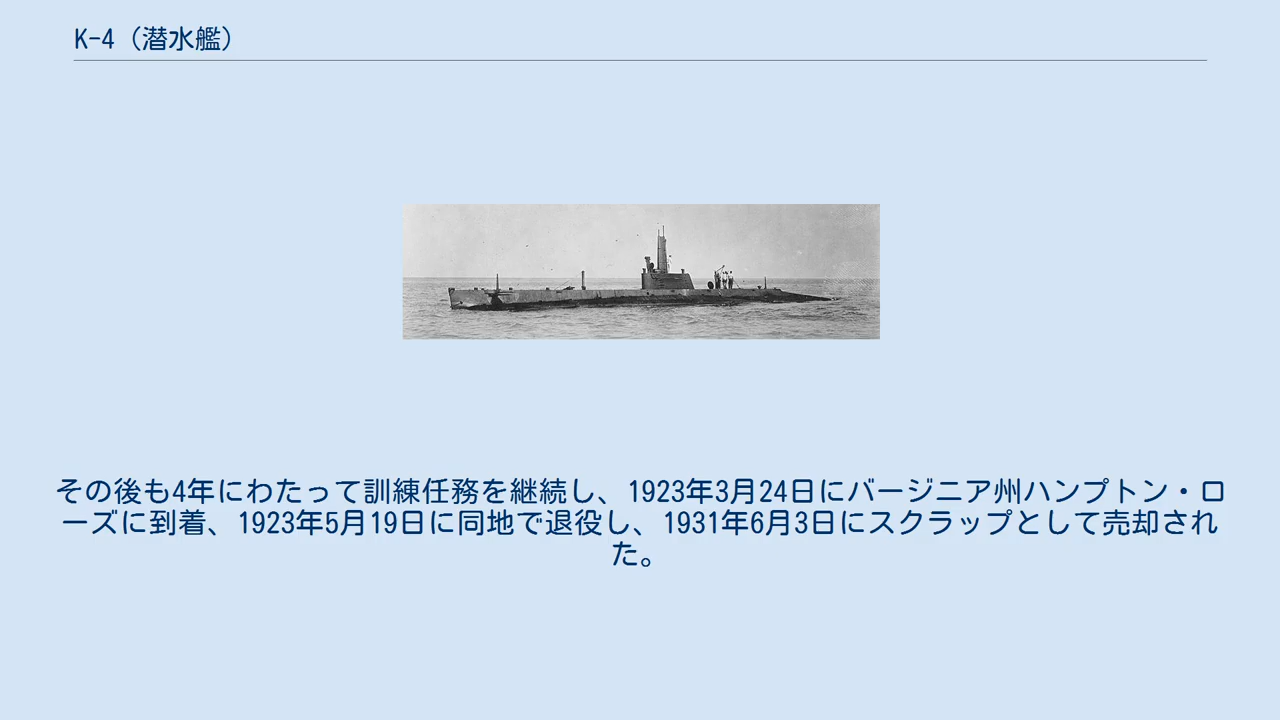 K-4（潜水艦）
その後も4年にわたって訓練任務を継続し、1923年3月24日にバージニア州ハンプトン・ロ
ーズに到着、1923年5月19日に同地で退役し、1931年6月3日にスクラップとして売却され
た。